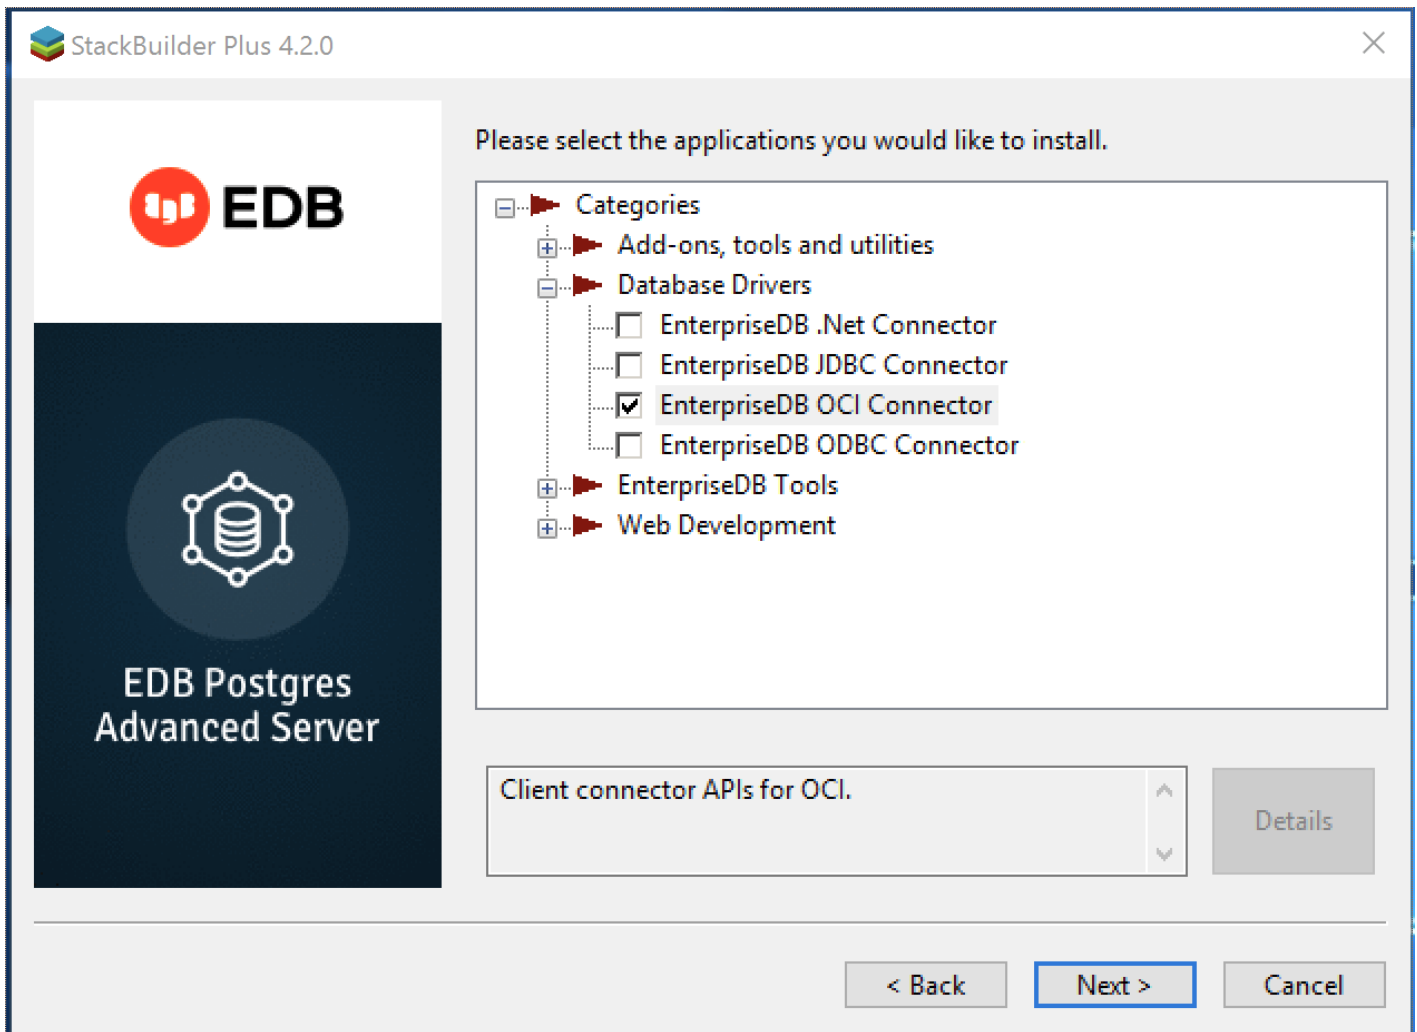 StackBuilder Plus 4.2.0
EDB
EDB Postgres
Advanced Server
Please select the applications you would like to install.
Categories
Add-ons, tools and utilities
Database Drivers
EnterpriseDB .Net Connector
EnterpriseDB JDBC Connector
EnterpriseDB OCI Connector
EnterpriseDB ODBC Connector
EnterpriseDB Tools
Web Development
Client connector APIs for OCI.
Details
< Back
Next >
Cancel